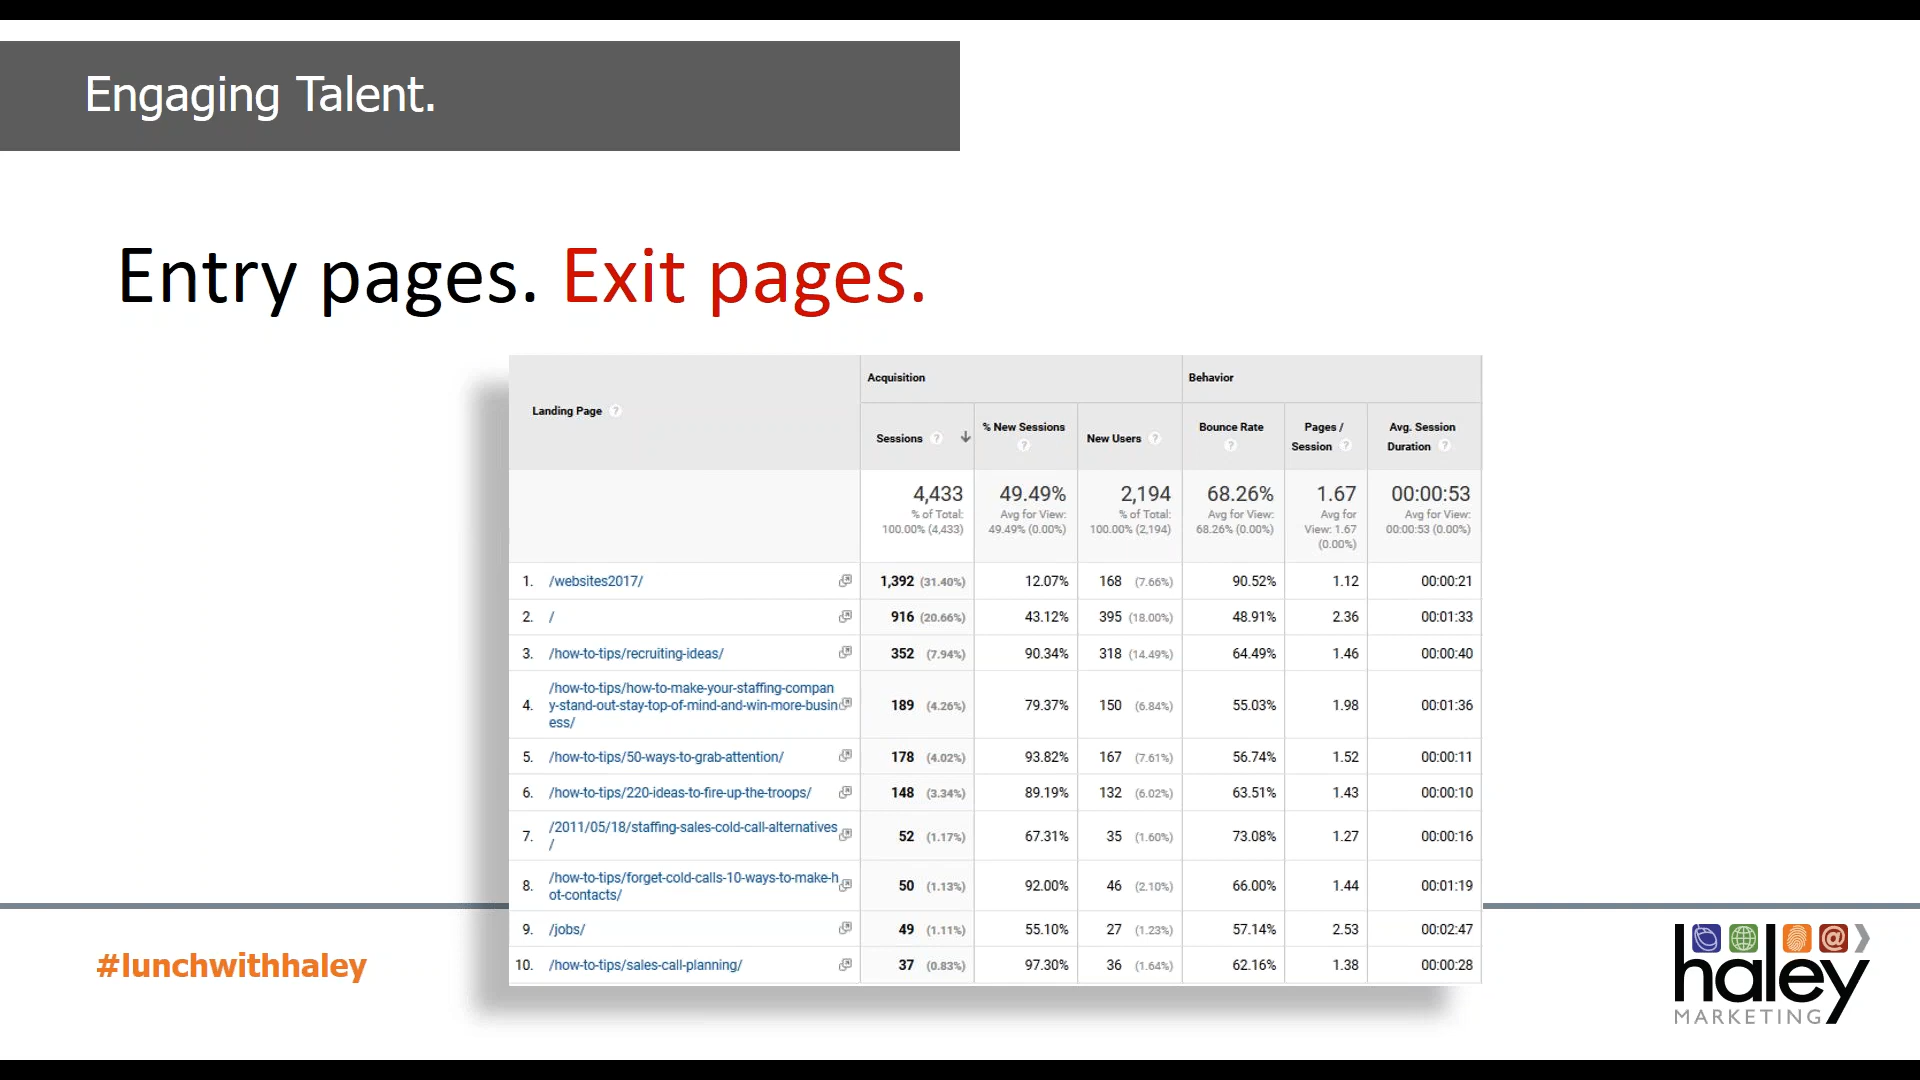 Engaging Talent.
Entry pages. Exit pages.
Landing Page ?
Acquisition
Behavior
Sessions ?
% New Sessions
?
New Users ?
Bounce Rate
?
Pages /
Session ?
Avg. Session
Duration ?
4,433
% of Total:
100.00% (4,433)
49.49%
Avg for View:
49.49% (0.00%)
2,194
% of Total:
100.00% (2,194)
68.26%
Avg for View:
68.26% (0.00%)
1.67
Avg for
View: 1.67
(0.00%)
00:00:53
Avg for View:
00:00:53 (0.00%)
1. /websites2017/ 1,392 (31.40%) 12.07% 168 (7.66%) 90.52% 1.12 00:00:21
2. / 916 (20.66%) 43.12% 395 (18.00%) 48.91% 2.36 00:01:33
3. /how-to-tips/recruiting-ideas/ 352 (7.94%) 90.34% 318 (14.49%) 64.49% 1.46 00:00:40
/how-to-tips/how-to-make-your-staffing-compan
4. y-stand-out-stay-top-of-mind-and-win-more-busin 189 (4.26%) 79.37% 150 (6.84%) 55.03% 1.98 00:01:36
ess/
5. /how-to-tips/50-ways-to-grab-attention/ 178 (4.02%) 93.82% 167 (7.61%) 56.74% 1.52 00:00:11
6. /how-to-tips/220-ideas-to-fire-up-the-troops/ 148 (3.34%) 89.19% 132 (6.02%) 63.51% 1.43 00:00:10
7. /2011/05/18/staffing-sales-cold-call-alternatives 52 (1.17%) 67.31% 35 (1.60%) 73.08% 1.27 00:00:16
/
8. /how-to-tips/forget-cold-calls-10-ways-to-make-h 50 (1.13%) 92.00% 46 (2.10%) 66.00% 1.44 00:01:19
ot-contacts/
9. /jobs/ 49 (1.11%) 55.10% 27 (1.23%) 57.14% 2.53 00:02:47
10. /how-to-tips/sales-call-planning/ 37 (0.83%) 97.30% 36 (1.64%) 62.16% 1.38 00:00:28
#lunchwithhaley
@
haley
MARKETING